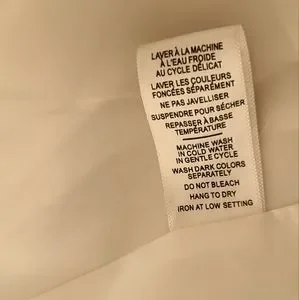 LAVER À LA MACHINE
À L'EAU FROIDE
AU CYCLE DÉLICAT
LAVER LES COULEURS
FONCÉES SÉPARÉMENT
NE PAS JAVELLISER
SUSPENDRE POUR SÉCHER
REPASSER À BASSE
TEMPÉRATURE
MACHINE WASH
IN COLD WATER
IN GENTLE CYCLE
WASH DARK COLORS
SEPARATELY
DO NOT BLEACH
HANG TO DRY
IRON AT LOW SETTING